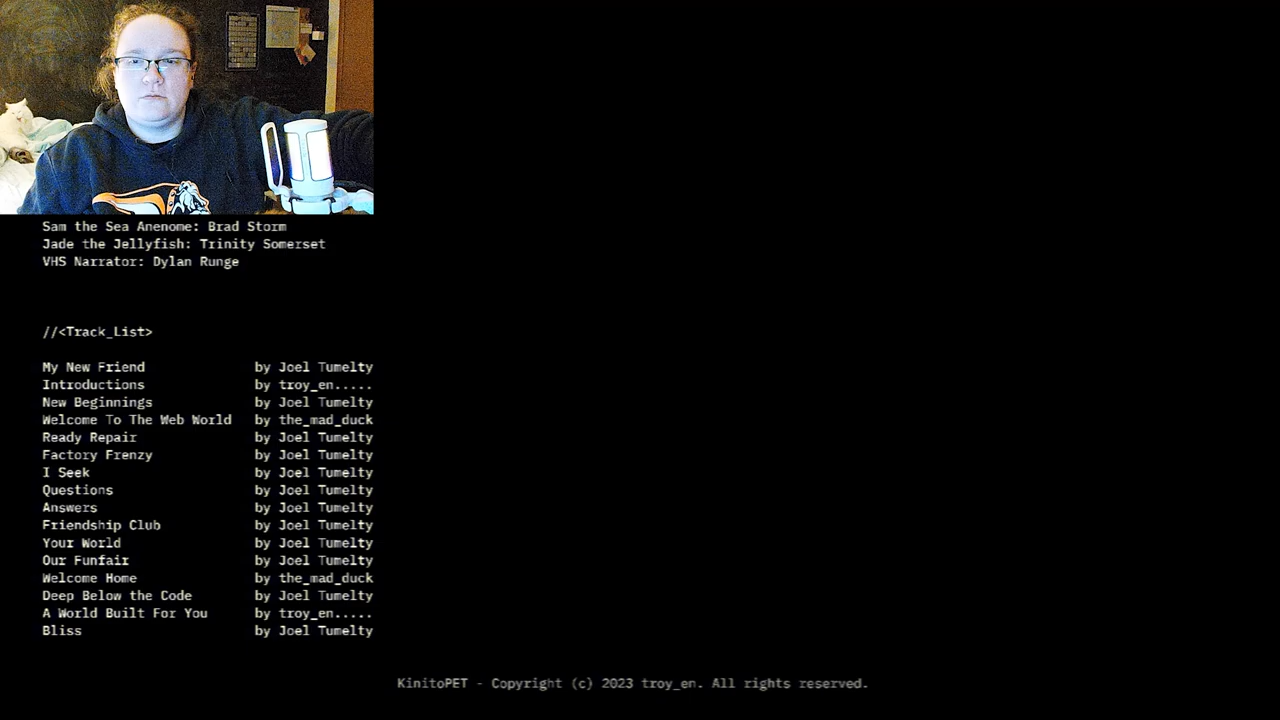 Sam the Sea Anenome: Brad Storm
Jade the Jellyfish: Trinity Somerset
VHS Narrator: Dylan Runge
//<Track_List>
My New Friend by Joel Tumelty
Introductions by troy_en.....
New Beginnings by Joel Tumelty
Welcome To The Web World by the_mad_duck
Ready Repair by Joel Tumelty
Factory Frenzy by Joel Tumelty
I Seek by Joel Tumelty
Questions by Joel Tumelty
Answers by Joel Tumelty
Friendship Club by Joel Tumelty
Your World by Joel Tumelty
Our Funfair by Joel Tumelty
Welcome Home by the_mad_duck
Deep Below the Code by Joel Tumelty
A World Built For You by troy_en.....
Bliss by Joel Tumelty
KinitoPET - Copyright (c) 2023 troy_en. All rights reserved.